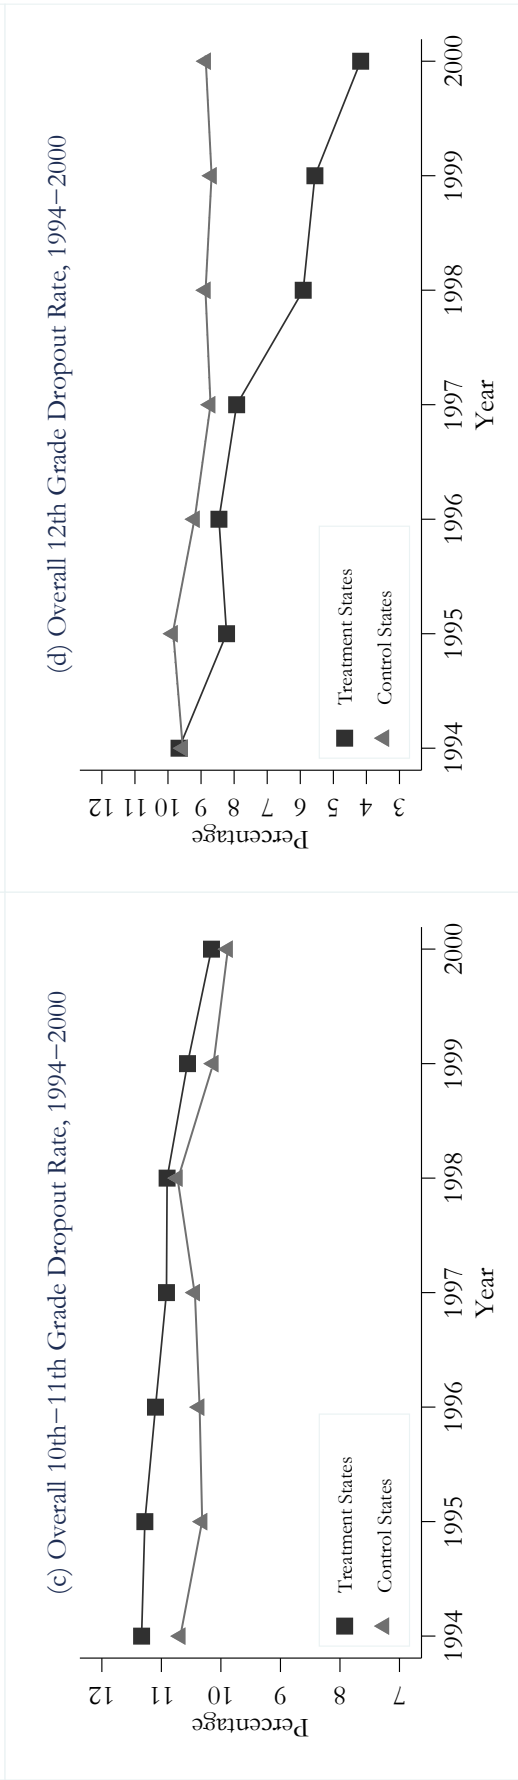 (c) Overall 10th–11th Grade Dropout Rate, 1994–2000
Percentage
12
11
10
9
8
7
Treatment States
Control States
1994 1995 1996 1997 1998 1999 2000
Year
(d) Overall 12th Grade Dropout Rate, 1994–2000
Percentage
12
11
10
9
8
7
6
5
4
3
Treatment States
Control States
1994 1995 1996 1997 1998 1999 2000
Year